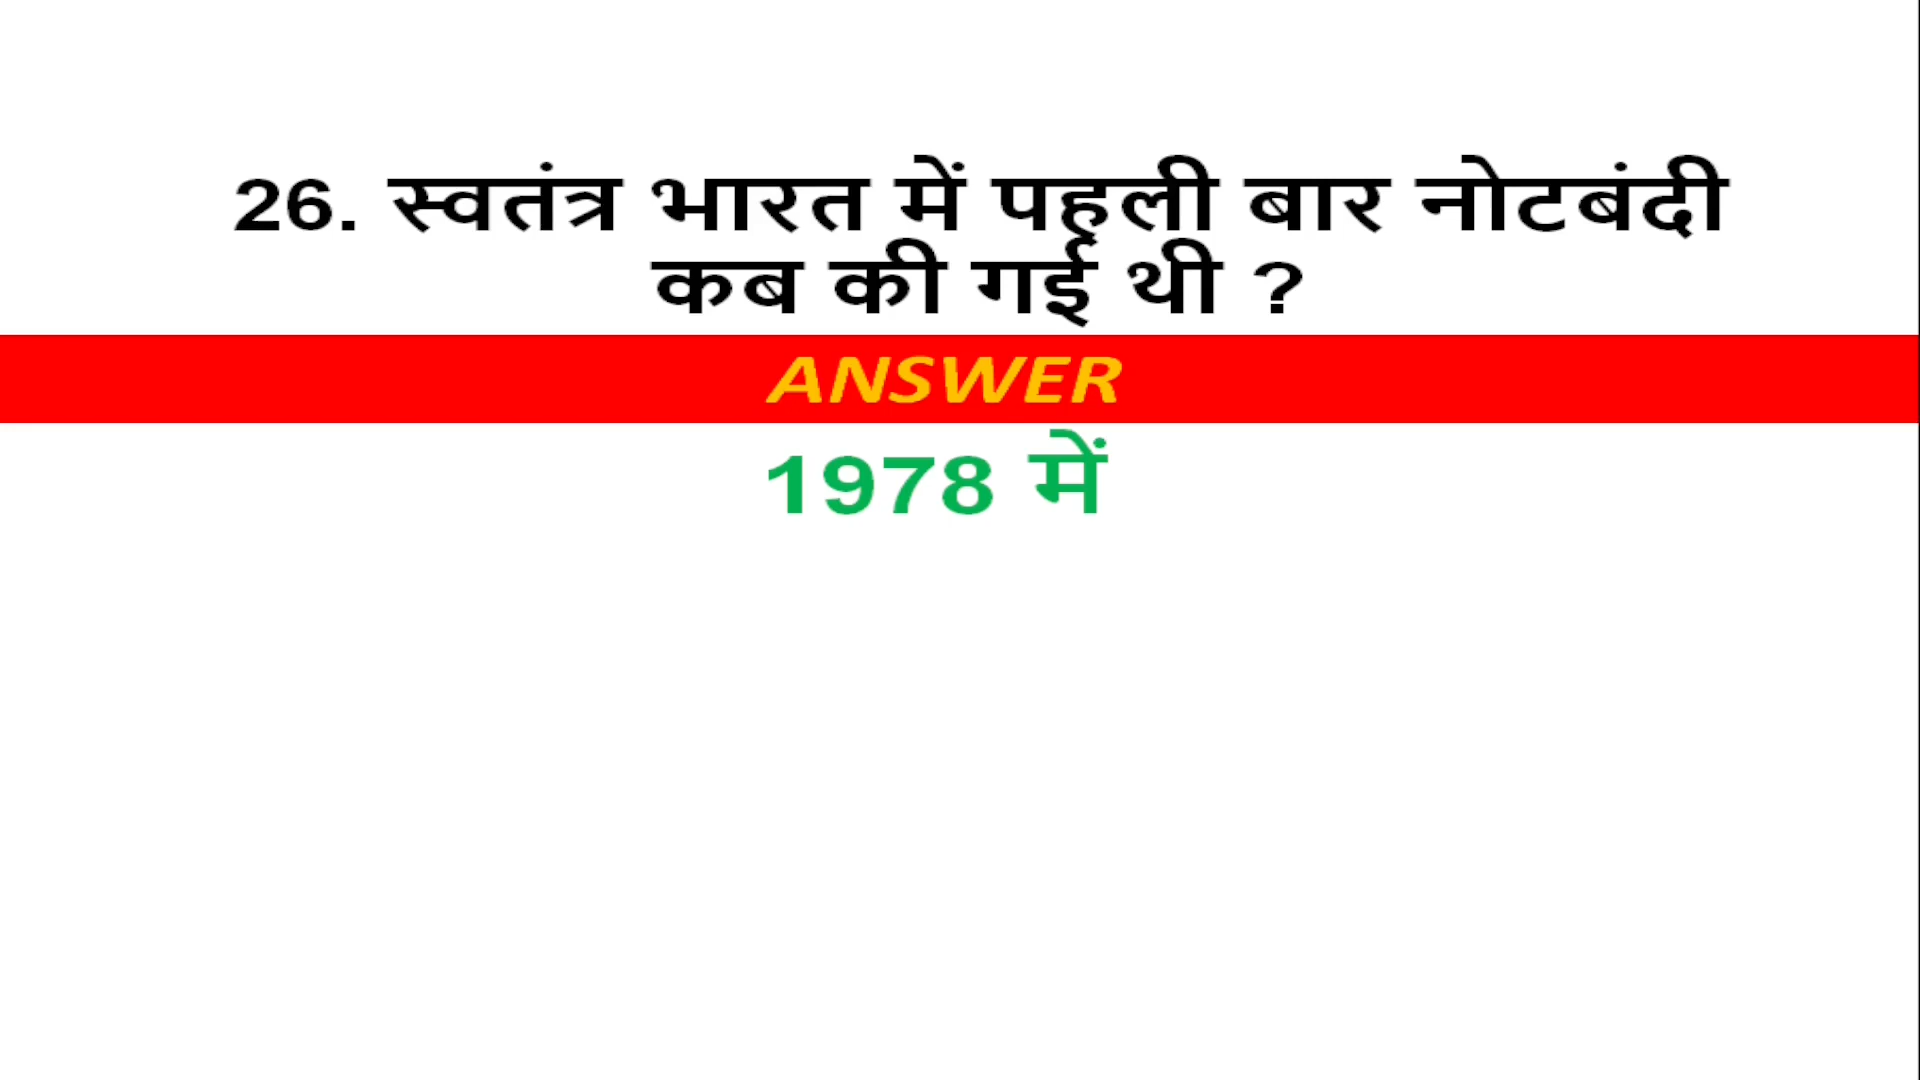 26. स्वतंत्र भारत में पहली बार नोटबंदी
कब की गई थी ?
ANSWER
1978 में